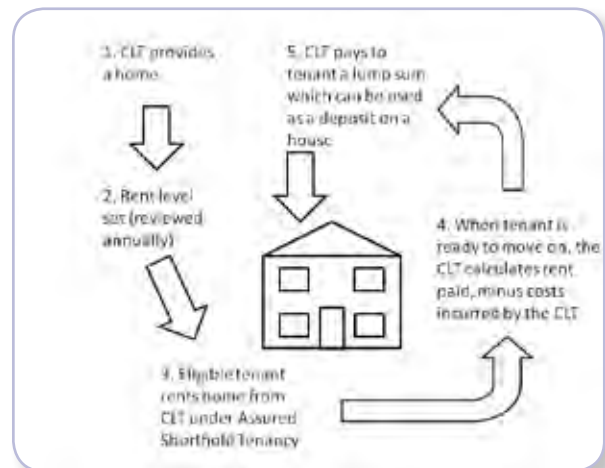 1. CLT provides
a home
2. Rent level
set (reviewed
annually)
3. Eligible tenant
rents home from
CLT under Assured
Shorthold Tenancy
4. When tenant is
ready to move on, the
CLT calculates rent
paid, minus costs
incurred by the CLT
5. CLT pays to
tenant a lump sum
which can be used
as a deposit on a
house